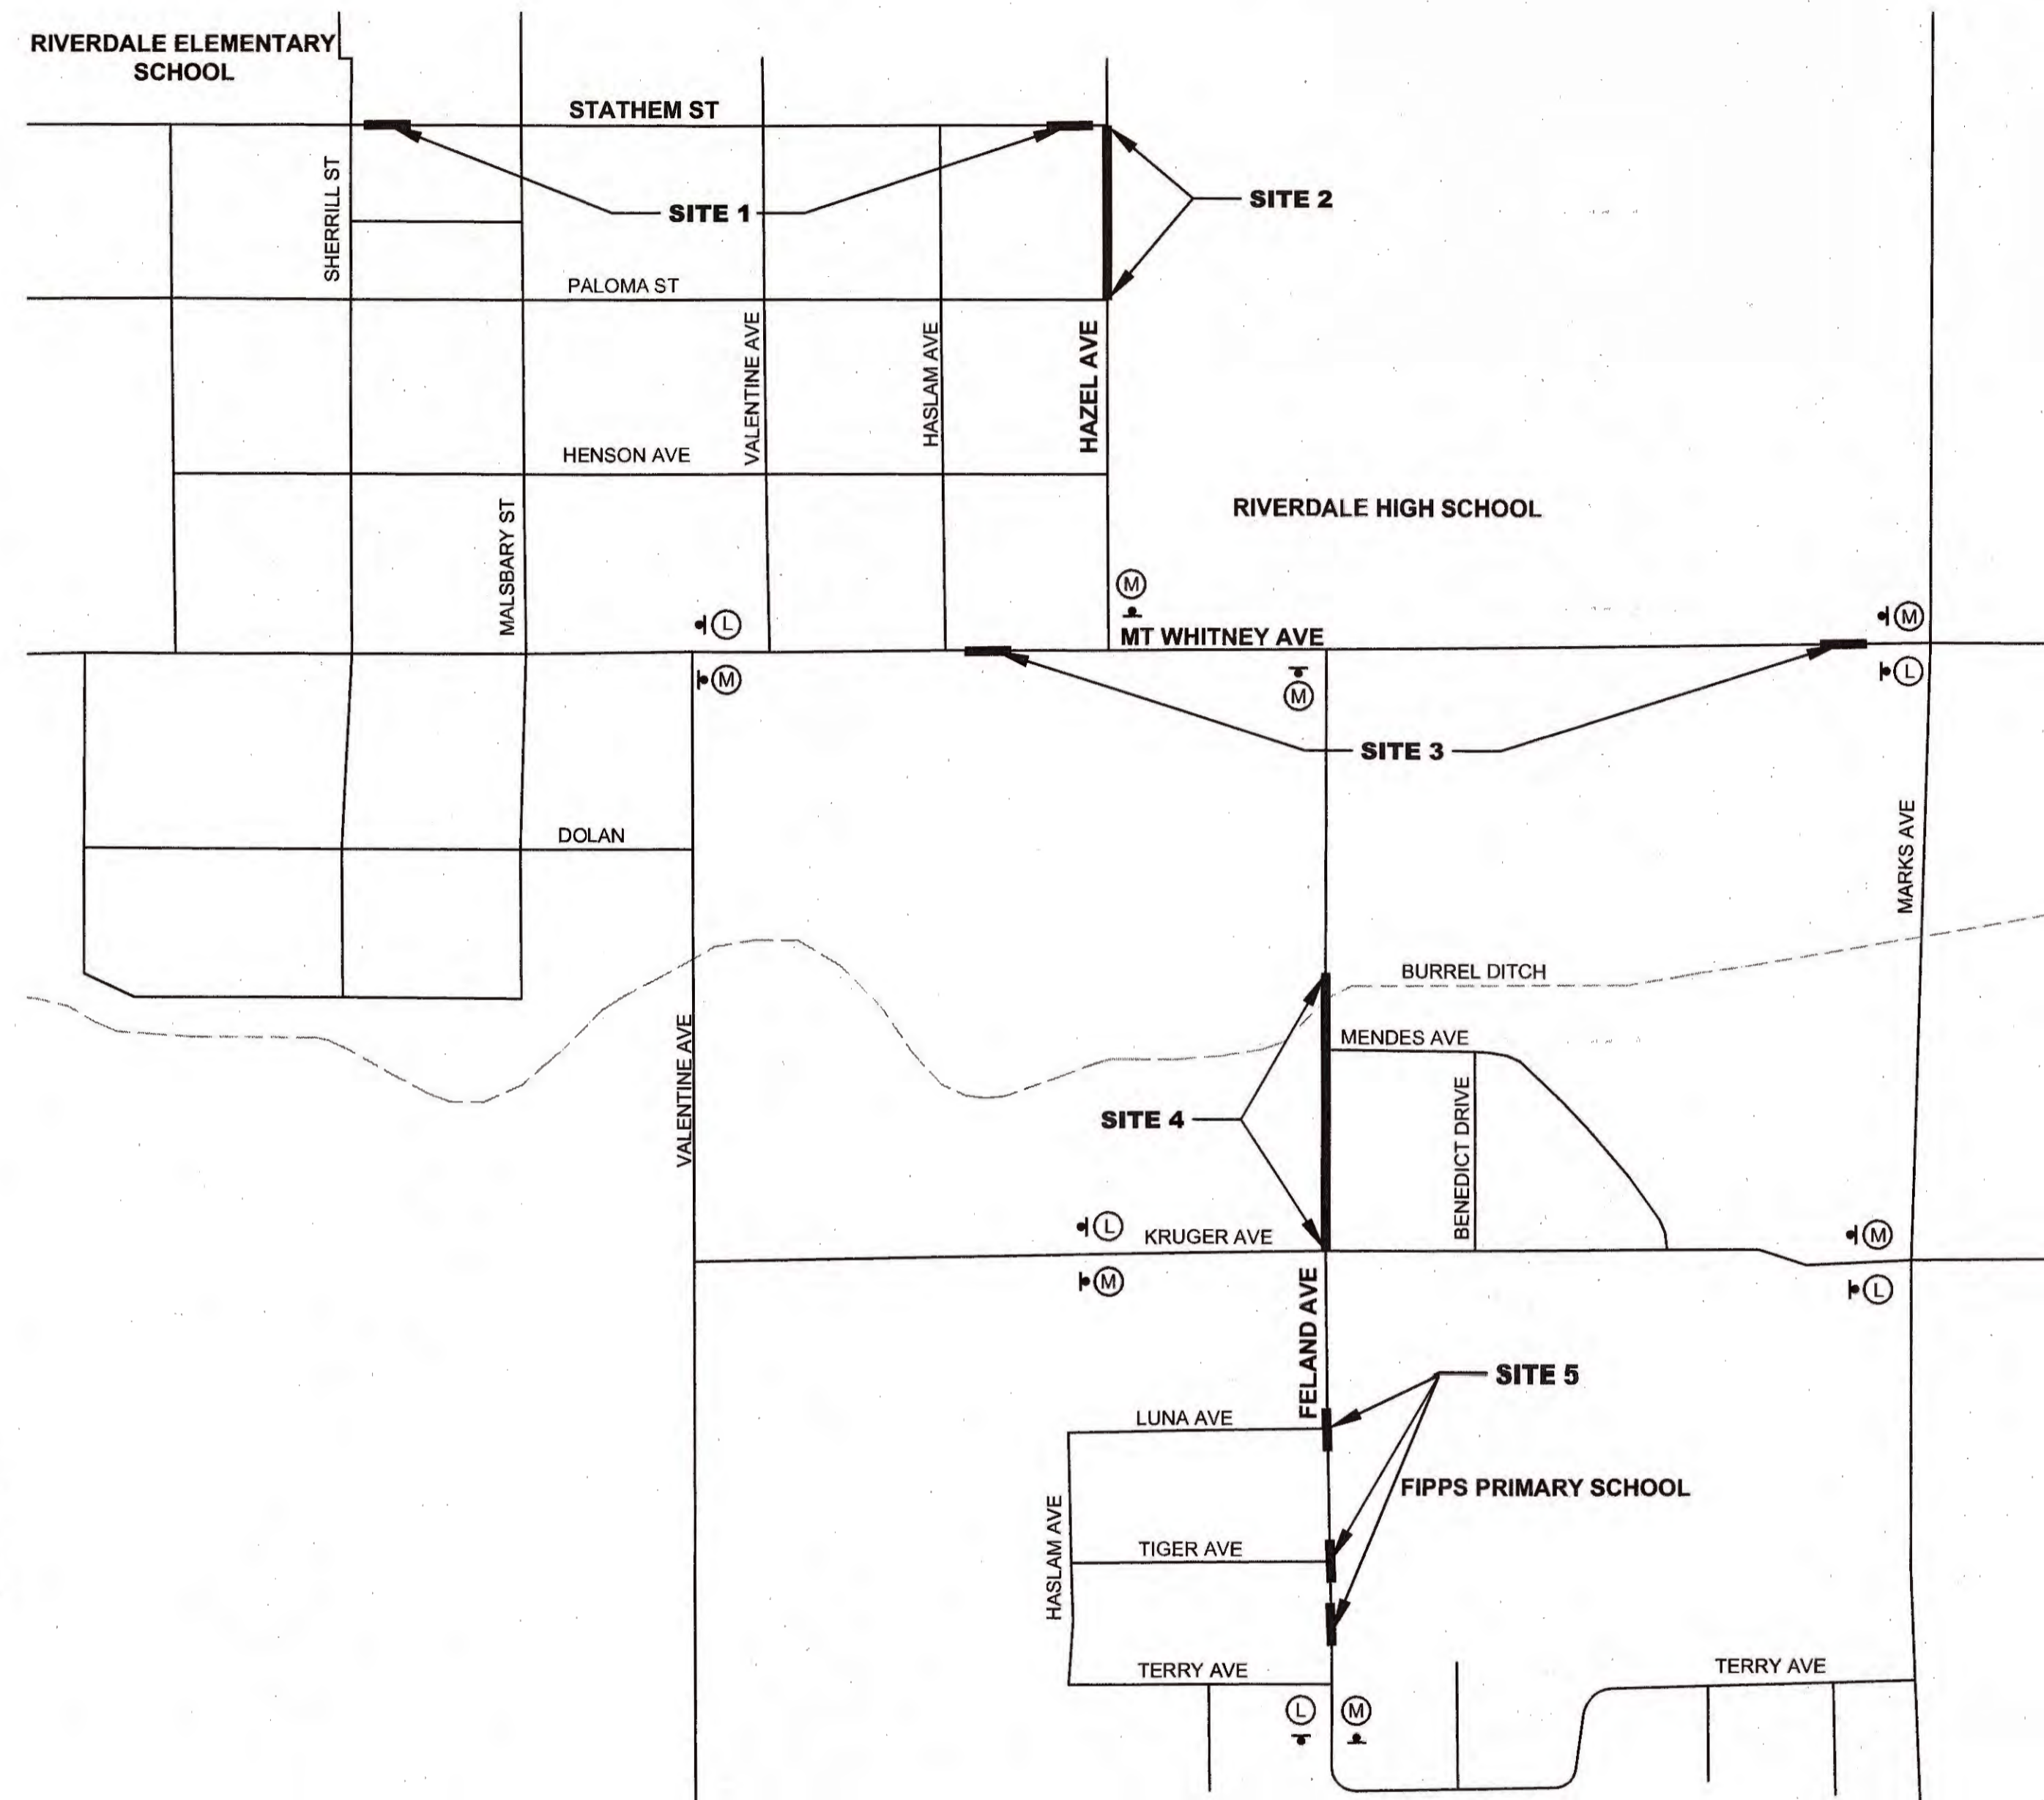 RIVERDALE ELEMENTARY
SCHOOL
STATHEM ST
SHERRILL ST
SITE 1
SITE 2
PALOMA ST
VALENTINE AVE
HASLAM AVE
HAZEL AVE
HENSON AVE
MALSBARY ST
RIVERDALE HIGH SCHOOL
M
L
M
MT WHITNEY AVE
M
M
L
SITE 3
DOLAN
MARKS AVE
BURREL DITCH
MENDES AVE
VALENTINE AVE
SITE 4
BENEDICT DRIVE
L
KRUGER AVE
M
M
L
FELAND AVE
SITE 5
LUNA AVE
FIPPS PRIMARY SCHOOL
HASLAM AVE
TIGER AVE
TERRY AVE
TERRY AVE
L
M